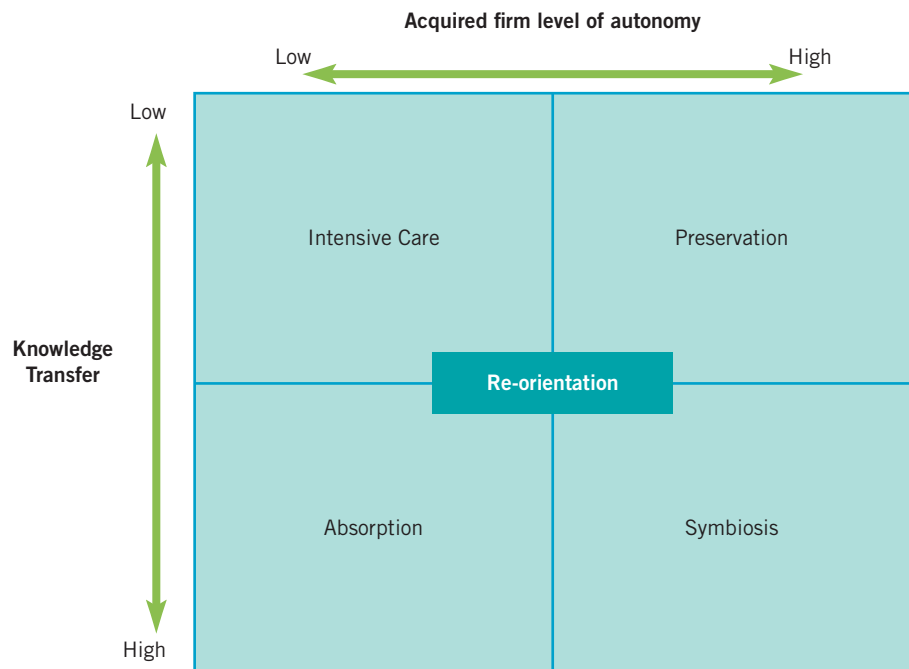 Acquired firm level of autonomy
Low
High
Low
Intensive Care
Preservation
Knowledge
Transfer
Re-orientation
Absorption
Symbiosis
High